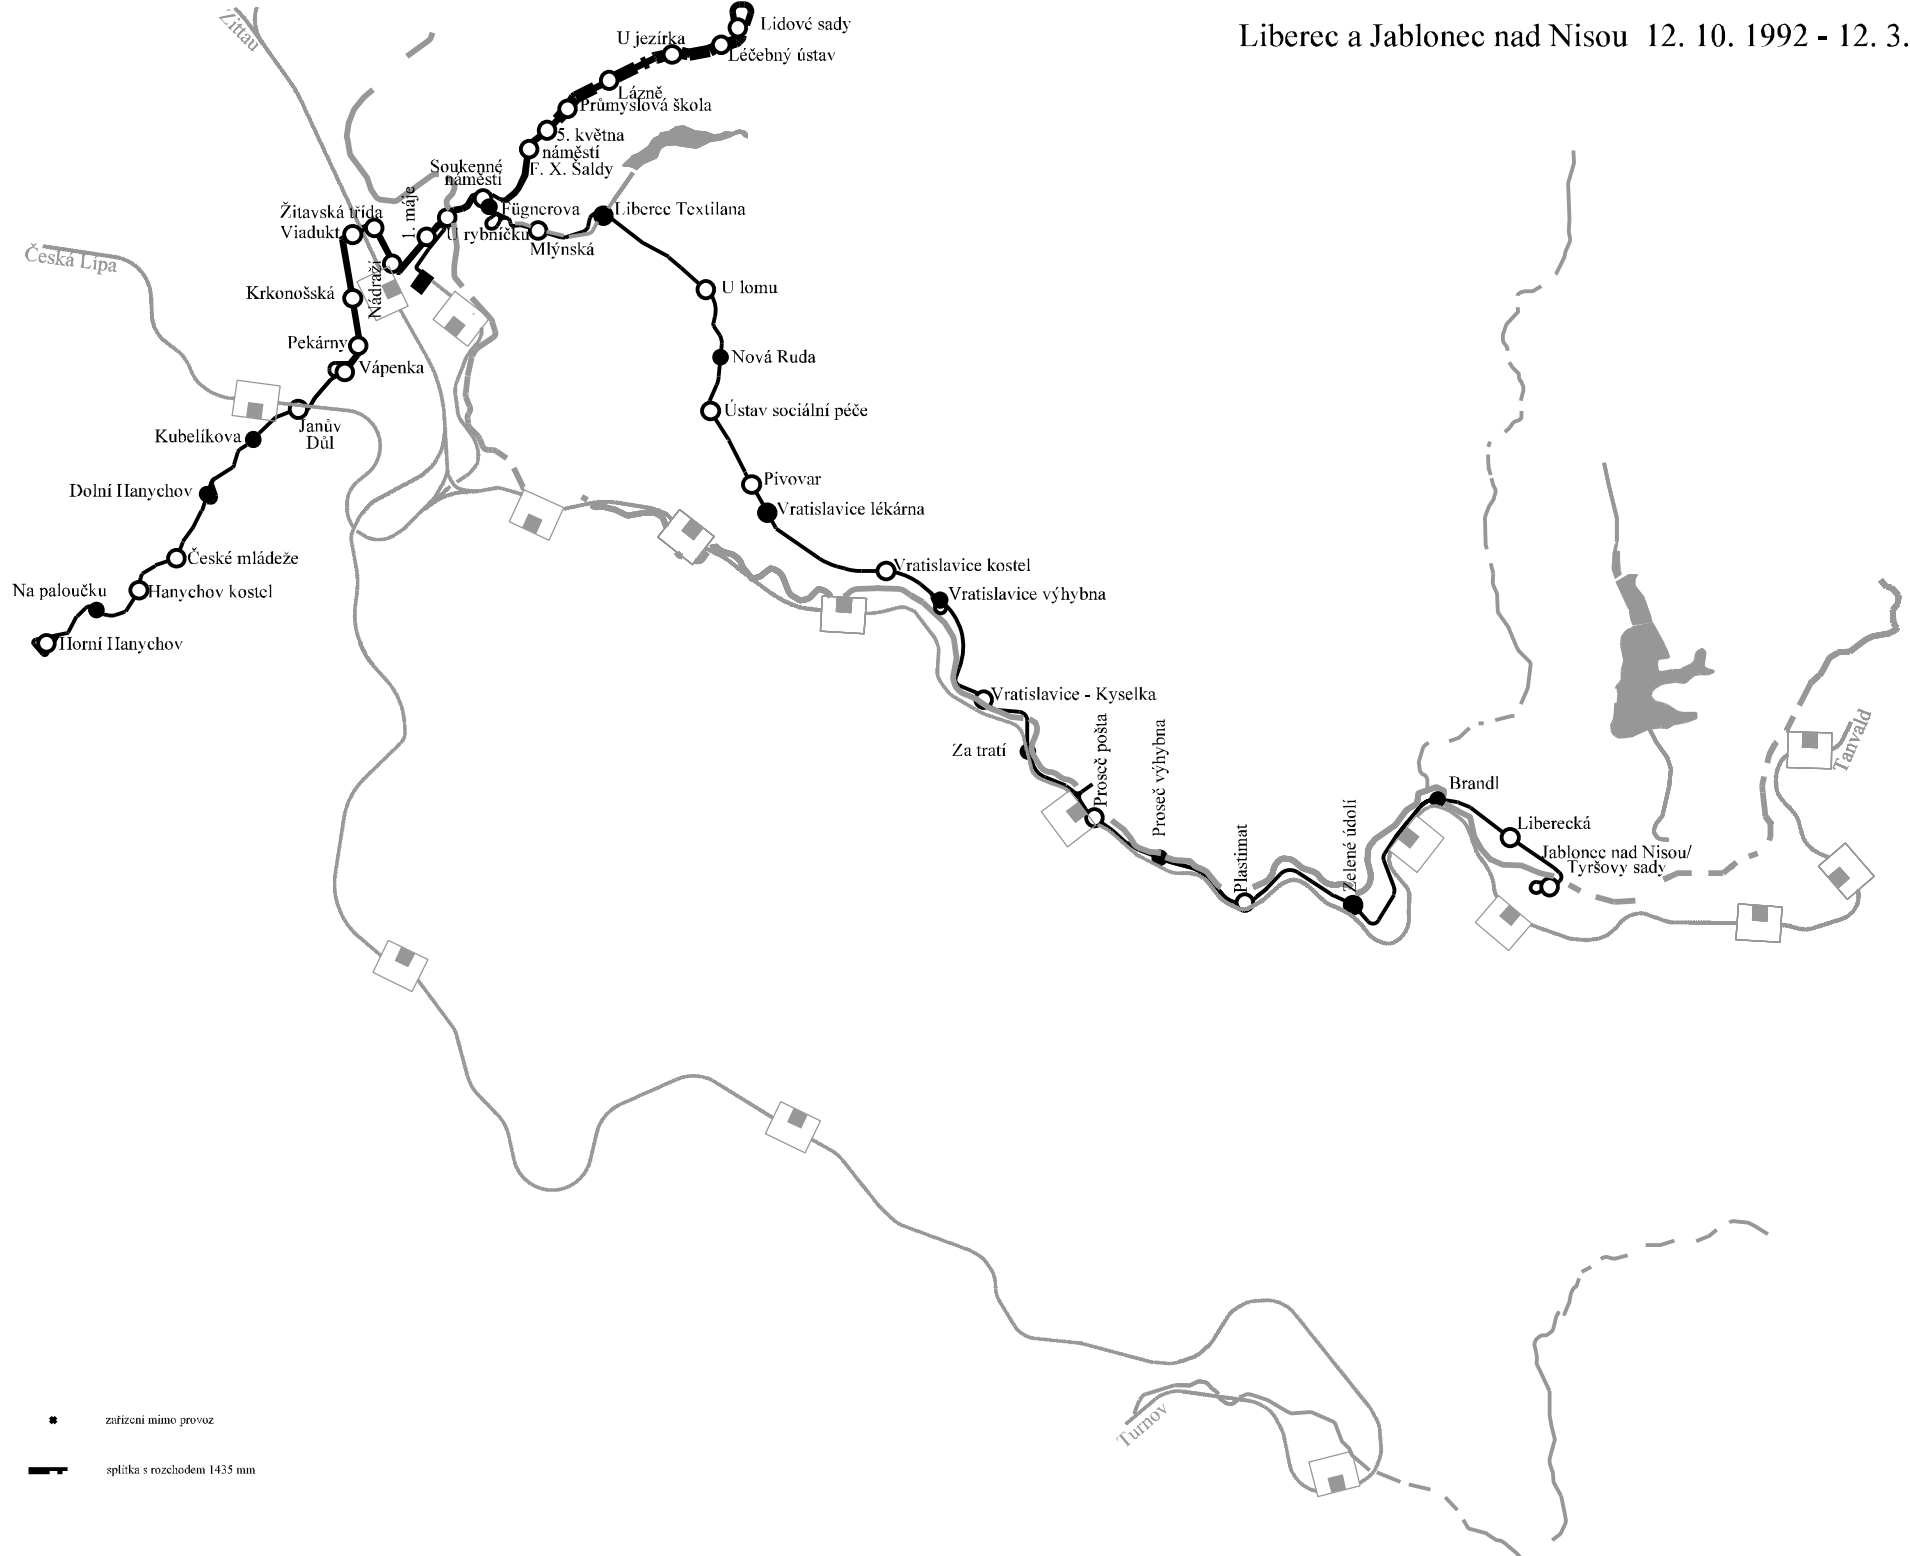 Liberec a Jablonec nad Nisou 12. 10. 1992 - 12. 3.
Žittau
Lidové sady
U jezírka
Léčebný ústav
Lázně
Průmyslová škola
5. května
náměstí
F. X. Šaldy
Soukenné
náměstí
1. máje
Žitavská třída
Viadukt
Fügnerova
Liberec Textilana
U rybníčku
Mlýnská
Česká Lípa
Nádraží
Krkonošská
U lomu
Pekárny
Nová Ruda
Vápenka
Ústav sociální péče
Janův
Důl
Kubelíkova
Pivovar
Dolní Hanychov
Vratislavice lékárna
České mládeže
Vratislavice kostel
Na paloučku
Hanychov kostel
Vratislavice výhybna
Horní Hanychov
Vratislavice - Kyselka
Za tratí
Proseč pošta
Proseč výhybna
Tanvald
Brandl
Plastimat
Zelené údolí
Liberecká
Jablonec nad Nisou/
Tyršovy sady
Turnov
zařízení mimo provoz
splítka s rozchodem 1435 mm